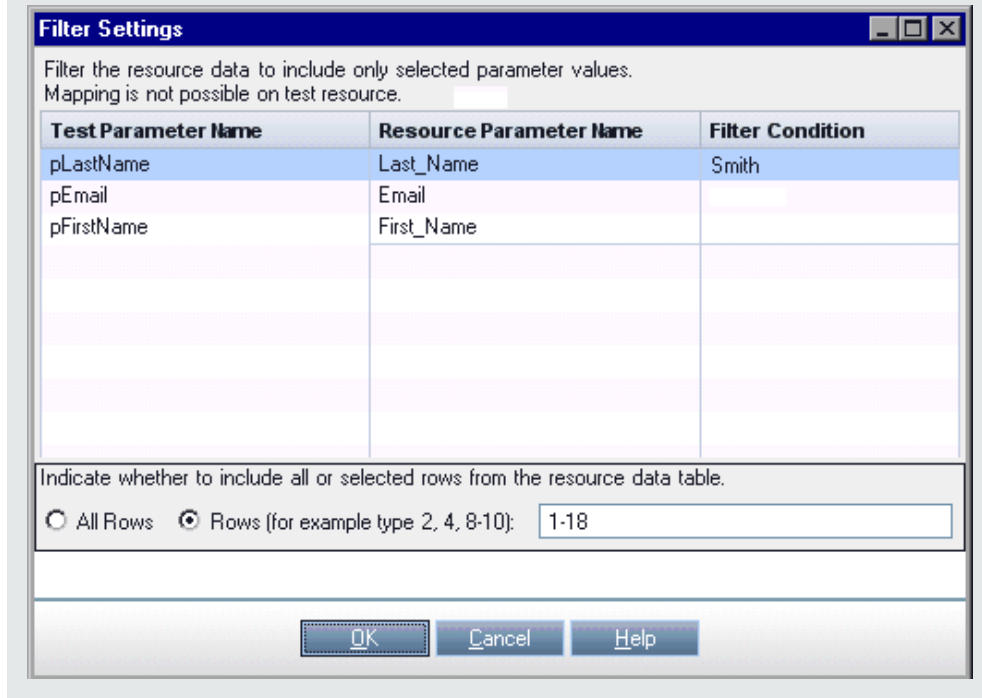 Filter Settings
Filter the resource data to include only selected parameter values.
Mapping is not possible on test resource.
Test Parameter Name Resource Parameter Name Filter Condition
pLastName Last_Name Smith
pEmail Email
pFirstName First_Name
Indicate whether to include all or selected rows from the resource data table.
All Rows Rows (for example type 2, 4, 8-10): 1-18
OK Cancel Help